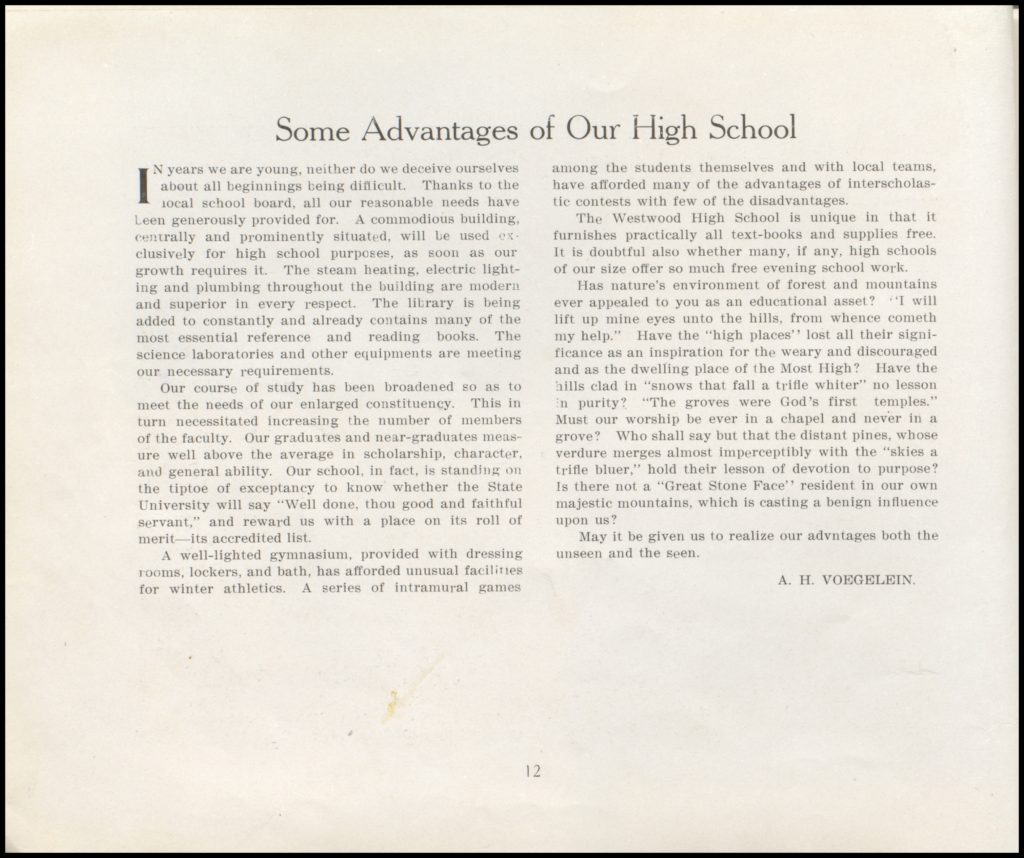 Some Advantages of Our High School
IN years we are young, neither do we deceive ourselves
about all beginnings being difficult. Thanks to the
local school board, all our reasonable needs have
been generously provided for. A commodious building,
centrally and prominently situated, will be used ex-
clusively for high school purposes, as soon as our
growth requires it. The steam heating, electric light-
ing and plumbing throughout the building are modern
and superior in every respect. The library is being
added to constantly and already contains many of the
most essential reference and reading books. The
science laboratories and other equipments are meeting
our necessary requirements.
Our course of study has been broadened so as to
meet the needs of our enlarged constituency. This in
turn necessitated increasing the number of members
of the faculty. Our graduates and near-graduates meas-
ure well above the average in scholarship, character,
and general ability. Our school, in fact, is standing on
the tiptoe of exceptancy to know whether the State
University will say "Well done, thou good and faithful
servant," and reward us with a place on its roll of
merit—its accredited list.
A well-lighted gymnasium, provided with dressing
rooms, lockers, and bath, has afforded unusual facilities
for winter athletics. A series of intramural games
among the students themselves and with local teams,
have afforded many of the advantages of interscholas-
tic contests with few of the disadvantages.
The Westwood High School is unique in that it
furnishes practically all text-books and supplies free.
It is doubtful also whether many, if any, high schools
of our size offer so much free evening school work.
Has nature's environment of forest and mountains
ever appealed to you as an educational asset? "I will
lift up mine eyes unto the hills, from whence cometh
my help." Have the "high places" lost all their signi-
ficance as an inspiration for the weary and discouraged
and as the dwelling place of the Most High? Have the
hills clad in "snows that fall a trifle whiter" no lesson
in purity? "The groves were God's first temples."
Must our worship be ever in a chapel and never in a
grove? Who shall say but that the distant pines, whose
verdure merges almost imperceptibly with the "skies a
trifle bluer," hold their lesson of devotion to purpose?
Is there not a "Great Stone Face" resident in our own
majestic mountains, which is casting a benign influence
upon us?
May it be given us to realize our advntages both the
unseen and the seen.
A. H. VOEGELEIN.
12